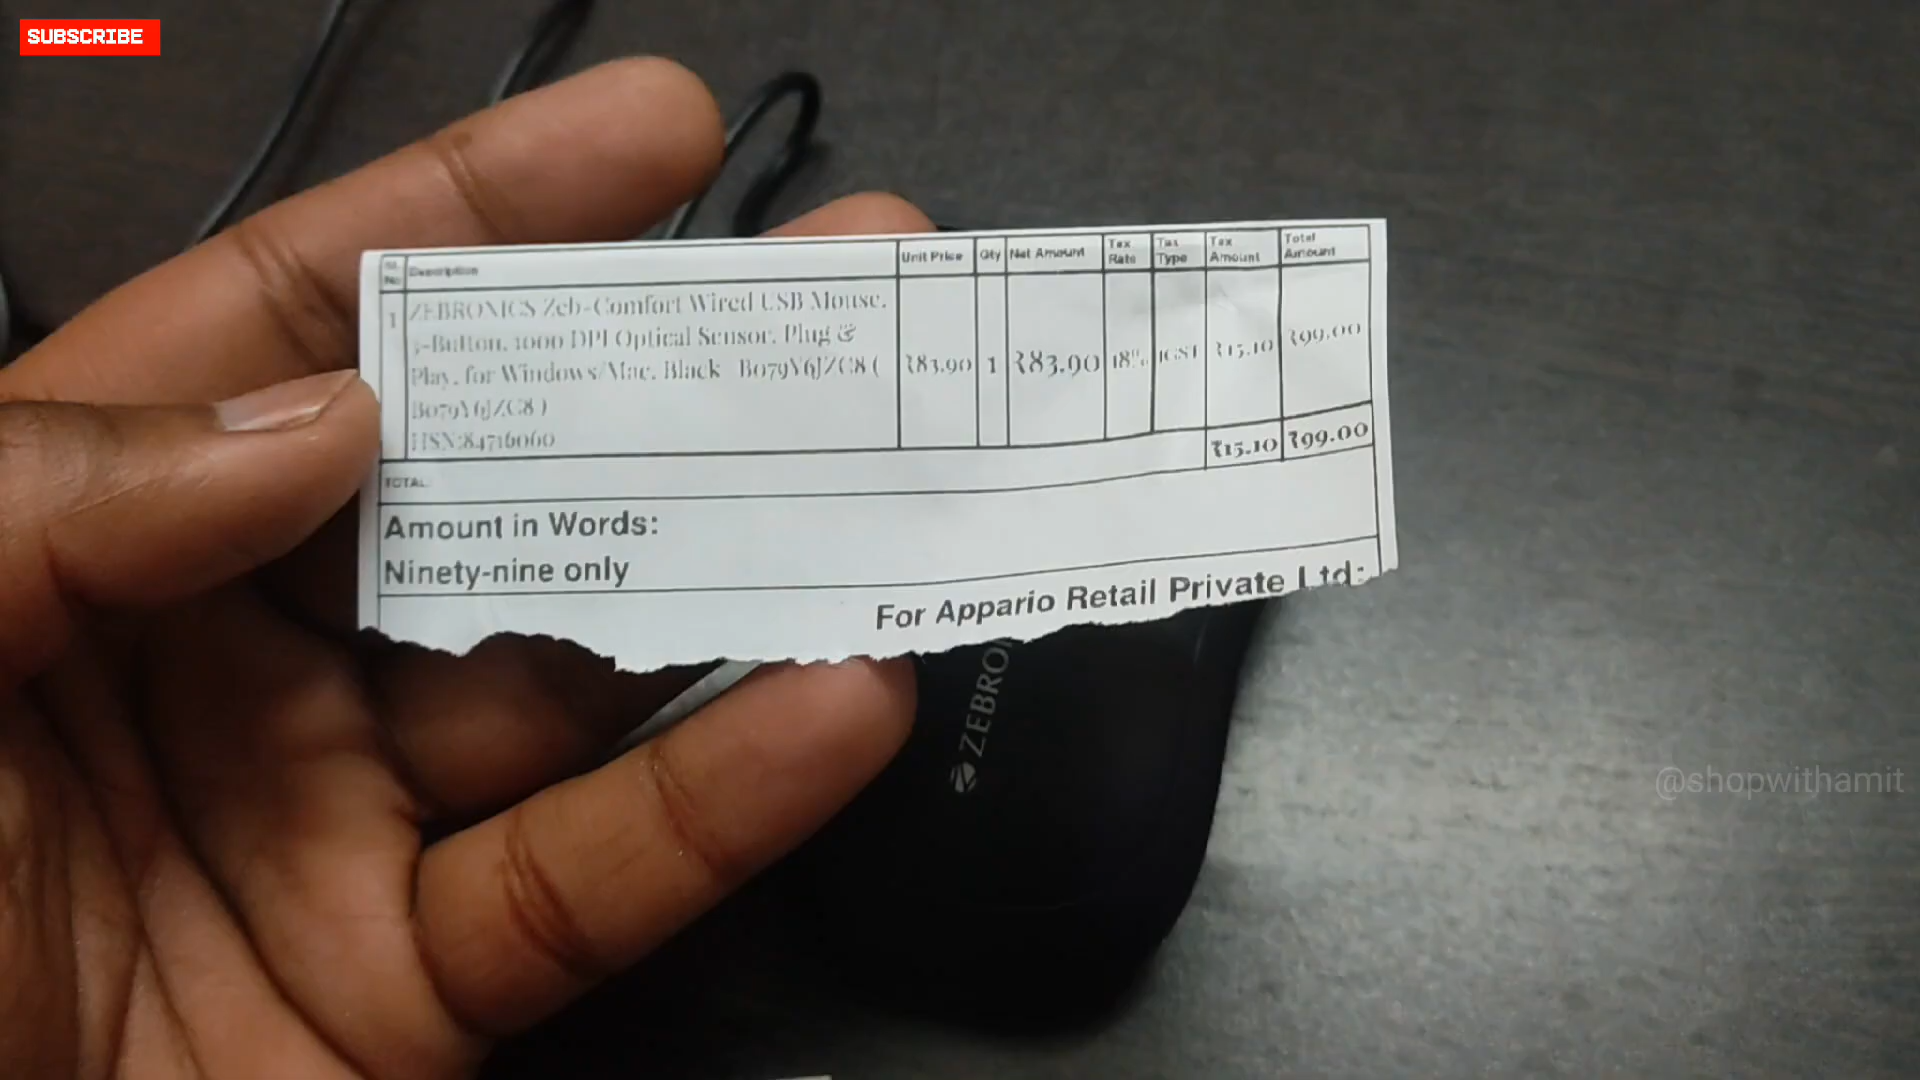 SUBSCRIBE
Sl. No Description Unit Price Qty Net Amount Tax Rate Tax Type Tax Amount Total Amount
1 ZEBRONICS Zeb-Comfort Wired USB Mouse,
-Button, 1000 DPI Optical Sensor, Plug &
Play, for Windows/Mac, Black B079Y6JZC8 (
B079Y6JZC8 )
HSN:84716060
₹83.90 1 ₹83.90 18% IGST ₹15.10 ₹99.00
TOTAL: ₹15.10 ₹99.00
Amount in Words:
Ninety-nine only
For Appario Retail Private Ltd:
ZEBRO
@shopwithamit